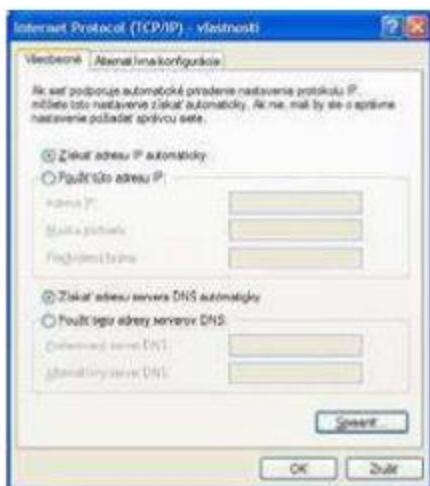 Internet Protocol (TCP/IP) - vlastnosti
Všeobecné Alternatívna konfigurácia
Ak sieť podporuje automatické priradenie nastavenia protokolu IP,
môžete toto nastavenie získať automaticky. Ak nie, mali by ste o správne
nastavenie požiadať správcu siete.
Získať adresu IP automaticky
Použiť túto adresu IP:
Adresa IP:
Maska podsiete:
Predvolená brána:
Získať adresu servera DNS automaticky
Použiť tieto adresy serverov DNS:
server DNS:
Alternatívny server DNS:
Spresniť...
OK Zrušiť